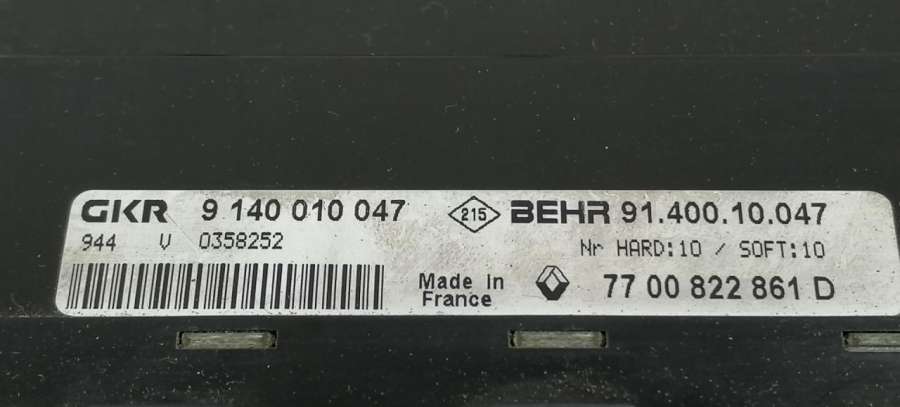 GKR 9 140 010 047 215 BEHR 91.400.10.047
944 V 0358252 Nr HARD:10 / SOFT:10
Made in France 77 00 822 861 D